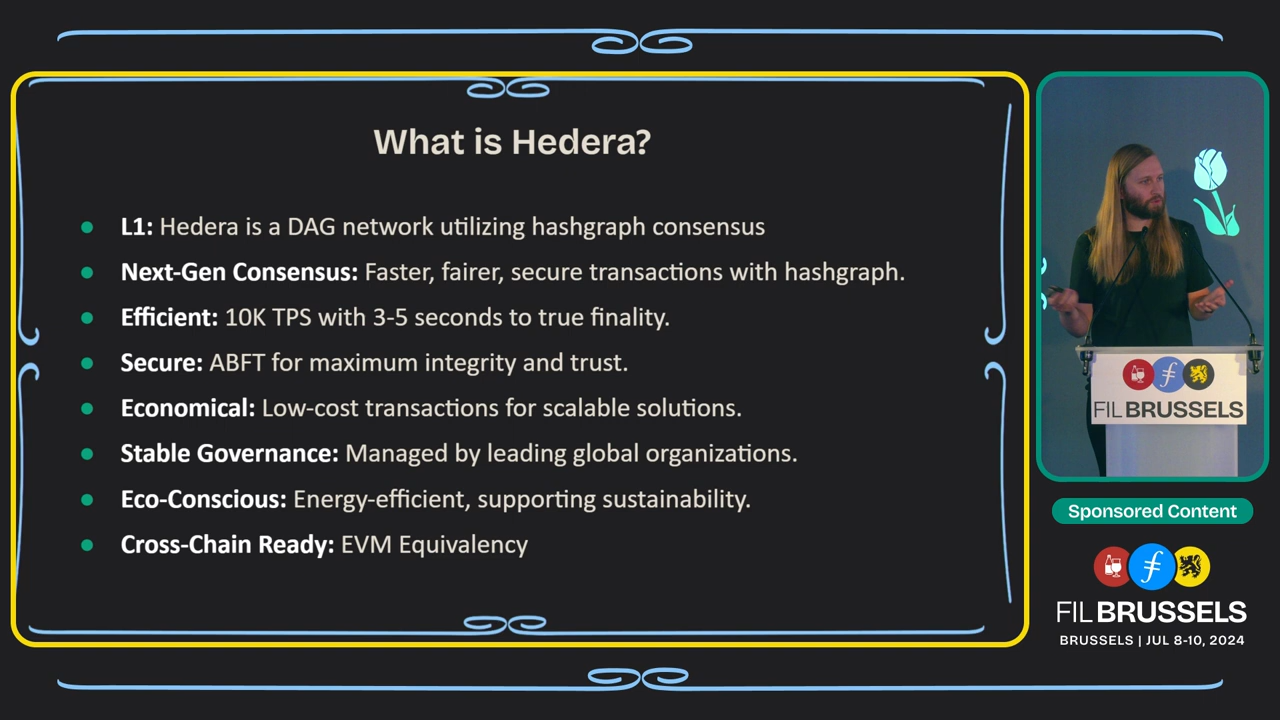 What is Hedera?
● L1: Hedera is a DAG network utilizing hashgraph consensus
● Next-Gen Consensus: Faster, fairer, secure transactions with hashgraph.
● Efficient: 10K TPS with 3-5 seconds to true finality.
● Secure: ABFT for maximum integrity and trust.
● Economical: Low-cost transactions for scalable solutions.
● Stable Governance: Managed by leading global organizations.
● Eco-Conscious: Energy-efficient, supporting sustainability.
● Cross-Chain Ready: EVM Equivalency
FIL BRUSSELS
Sponsored Content
FIL BRUSSELS
BRUSSELS | JUL 8-10, 2024